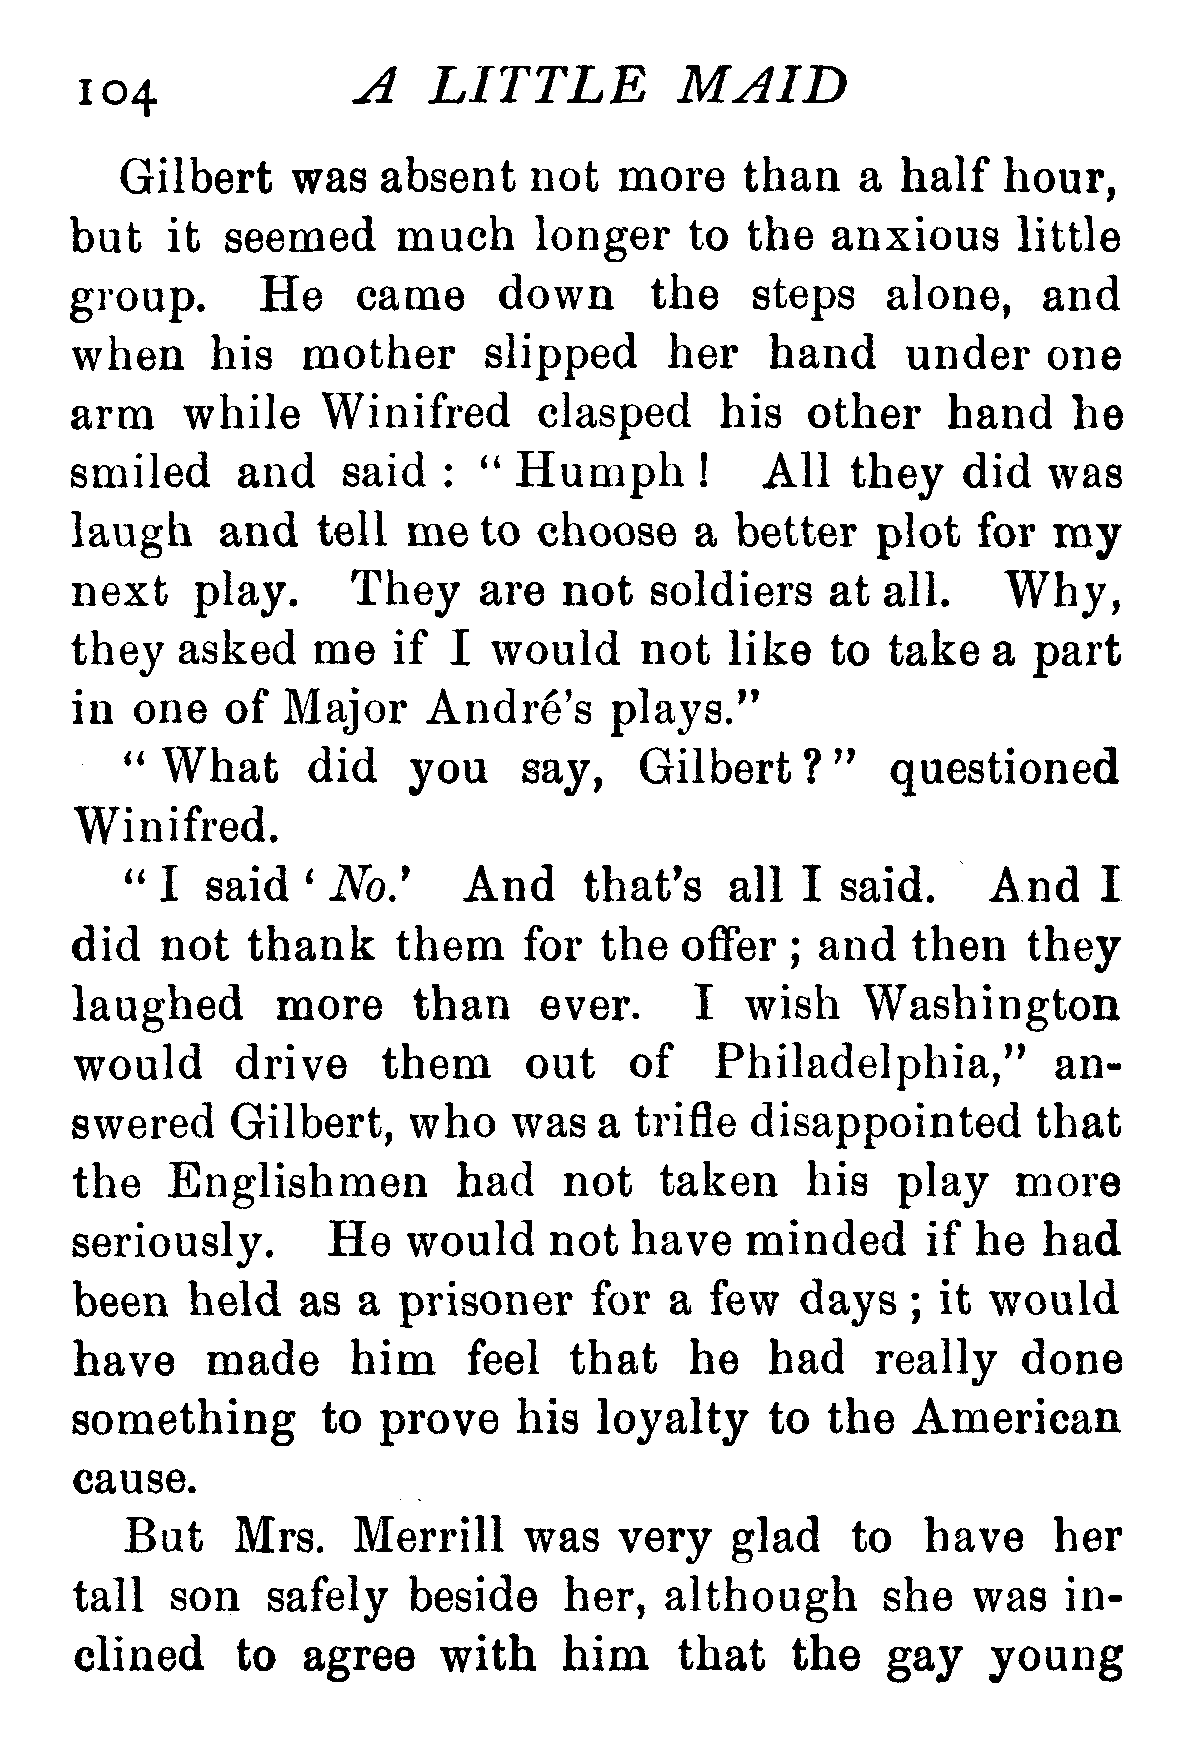 104 A LITTLE MAID
Gilbert was absent not more than a half hour,
but it seemed much longer to the anxious little
group. He came down the steps alone, and
when his mother slipped her hand under one
arm while Winifred clasped his other hand he
smiled and said : “ Humph ! All they did was
laugh and tell me to choose a better plot for my
next play. They are not soldiers at all. Why,
they asked me if I would not like to take a part
in one of Major André’s plays.”
“ What did you say, Gilbert ? ” questioned
Winifred.
“ I said ‘ No.’ And that’s all I said. And I
did not thank them for the offer ; and then they
laughed more than ever. I wish Washington
would drive them out of Philadelphia,” an-
swered Gilbert, who was a trifle disappointed that
the Englishmen had not taken his play more
seriously. He would not have minded if he had
been held as a prisoner for a few days ; it would
have made him feel that he had really done
something to prove his loyalty to the American
cause.
But Mrs. Merrill was very glad to have her
tall son safely beside her, although she was in-
clined to agree with him that the gay young